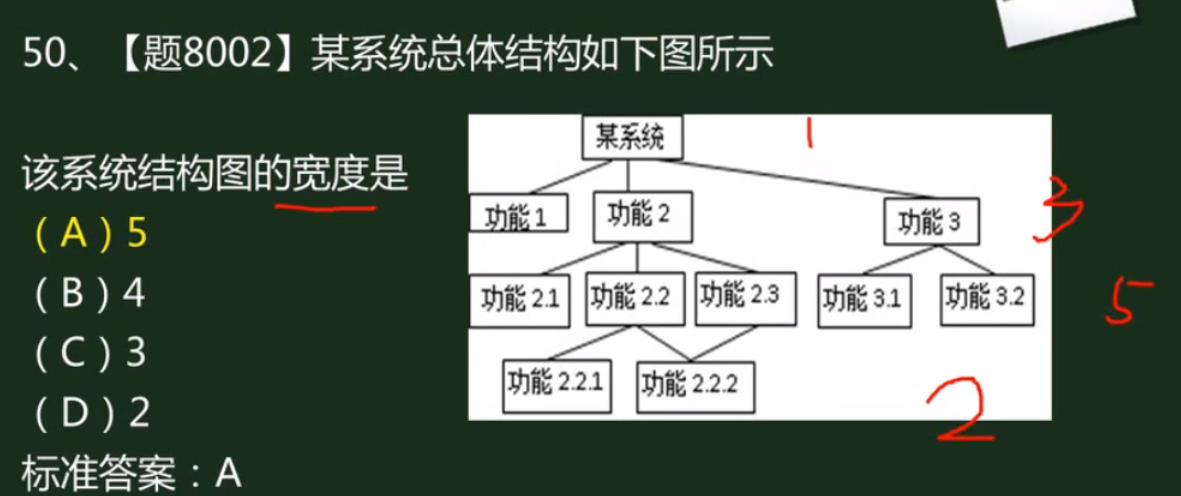 50、【题8002】某系统总体结构如下图所示
某系统
1
该系统结构图的宽度是
功能1 功能2 功能3
3
(A)5
功能2.1 功能2.2 功能2.3 功能3.1 功能3.2
5
(B)4
(C)3
功能2.2.1 功能2.2.2
2
(D)2
标准答案:A